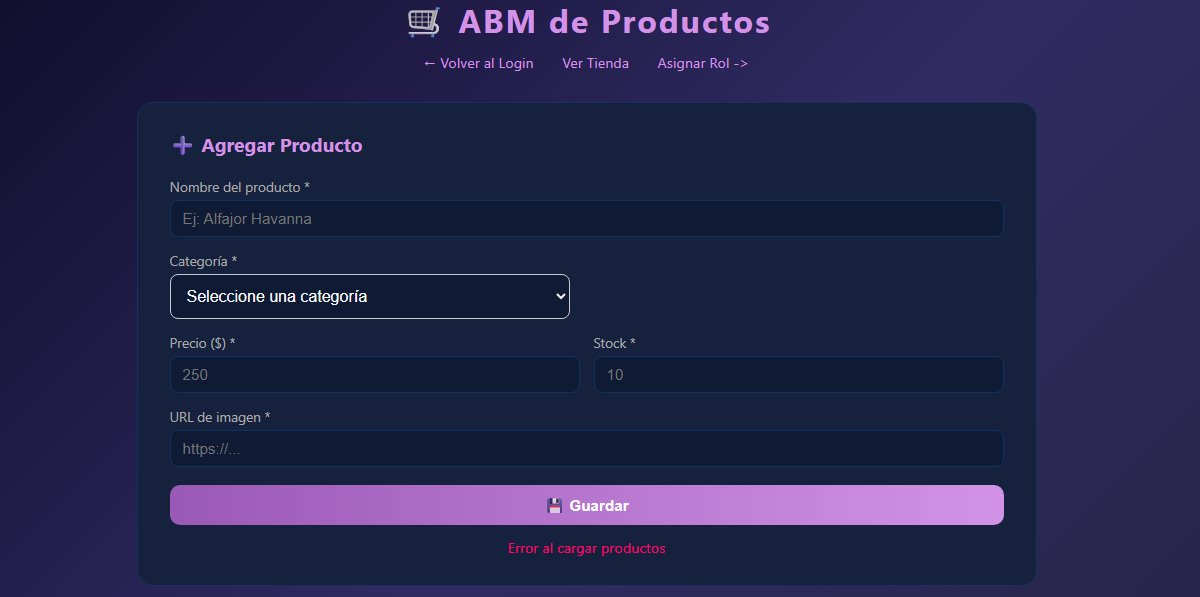 ABM de Productos
← Volver al Login Ver Tienda Asignar Rol ->
Agregar Producto
Nombre del producto *
Ej: Alfajor Havanna
Categoría *
Seleccione una categoría
Precio ($) * Stock *
250 10
URL de imagen *
https://...
Guardar
Error al cargar productos